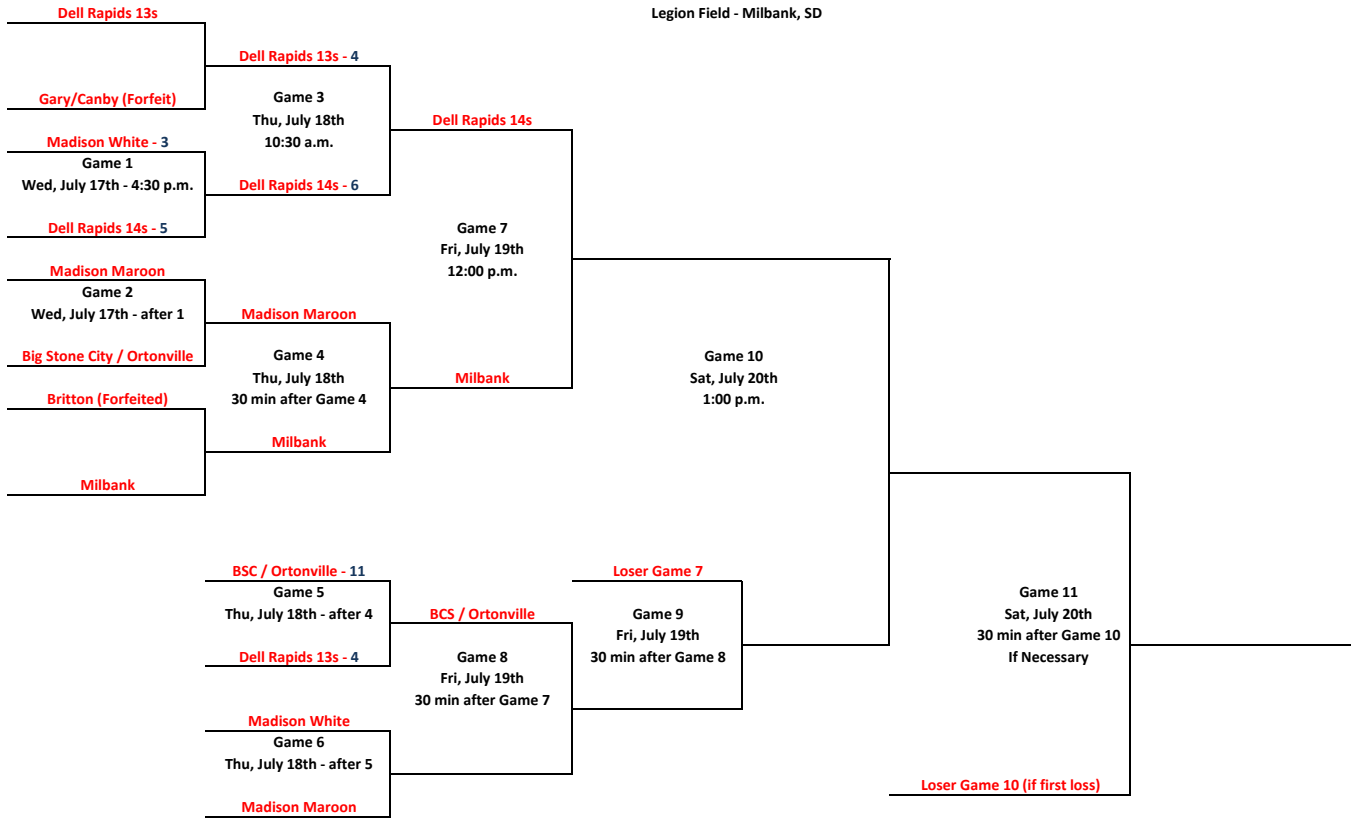 Dell Rapids 13s
Legion Field - Milbank, SD
Dell Rapids 13s - 4
Gary/Canby (Forfeit)
Game 3
Thu, July 18th
10:30 a.m.
Dell Rapids 14s
Madison White - 3
Game 1
Wed, July 17th - 4:30 p.m.
Dell Rapids 14s - 6
Dell Rapids 14s - 5
Game 7
Fri, July 19th
12:00 p.m.
Madison Maroon
Game 2
Wed, July 17th - after 1
Madison Maroon
Big Stone City / Ortonville
Game 4
Thu, July 18th
30 min after Game 4
Milbank
Game 10
Sat, July 20th
1:00 p.m.
Britton (Forfeited)
Milbank
Milbank
BSC / Ortonville - 11
Game 5
Thu, July 18th - after 4
Dell Rapids 13s - 4
BCS / Ortonville
Loser Game 7
Game 9
Fri, July 19th
30 min after Game 8
Game 11
Sat, July 20th
30 min after Game 10
If Necessary
Game 8
Fri, July 19th
30 min after Game 7
Madison White
Game 6
Thu, July 18th - after 5
Madison Maroon
Loser Game 10 (if first loss)